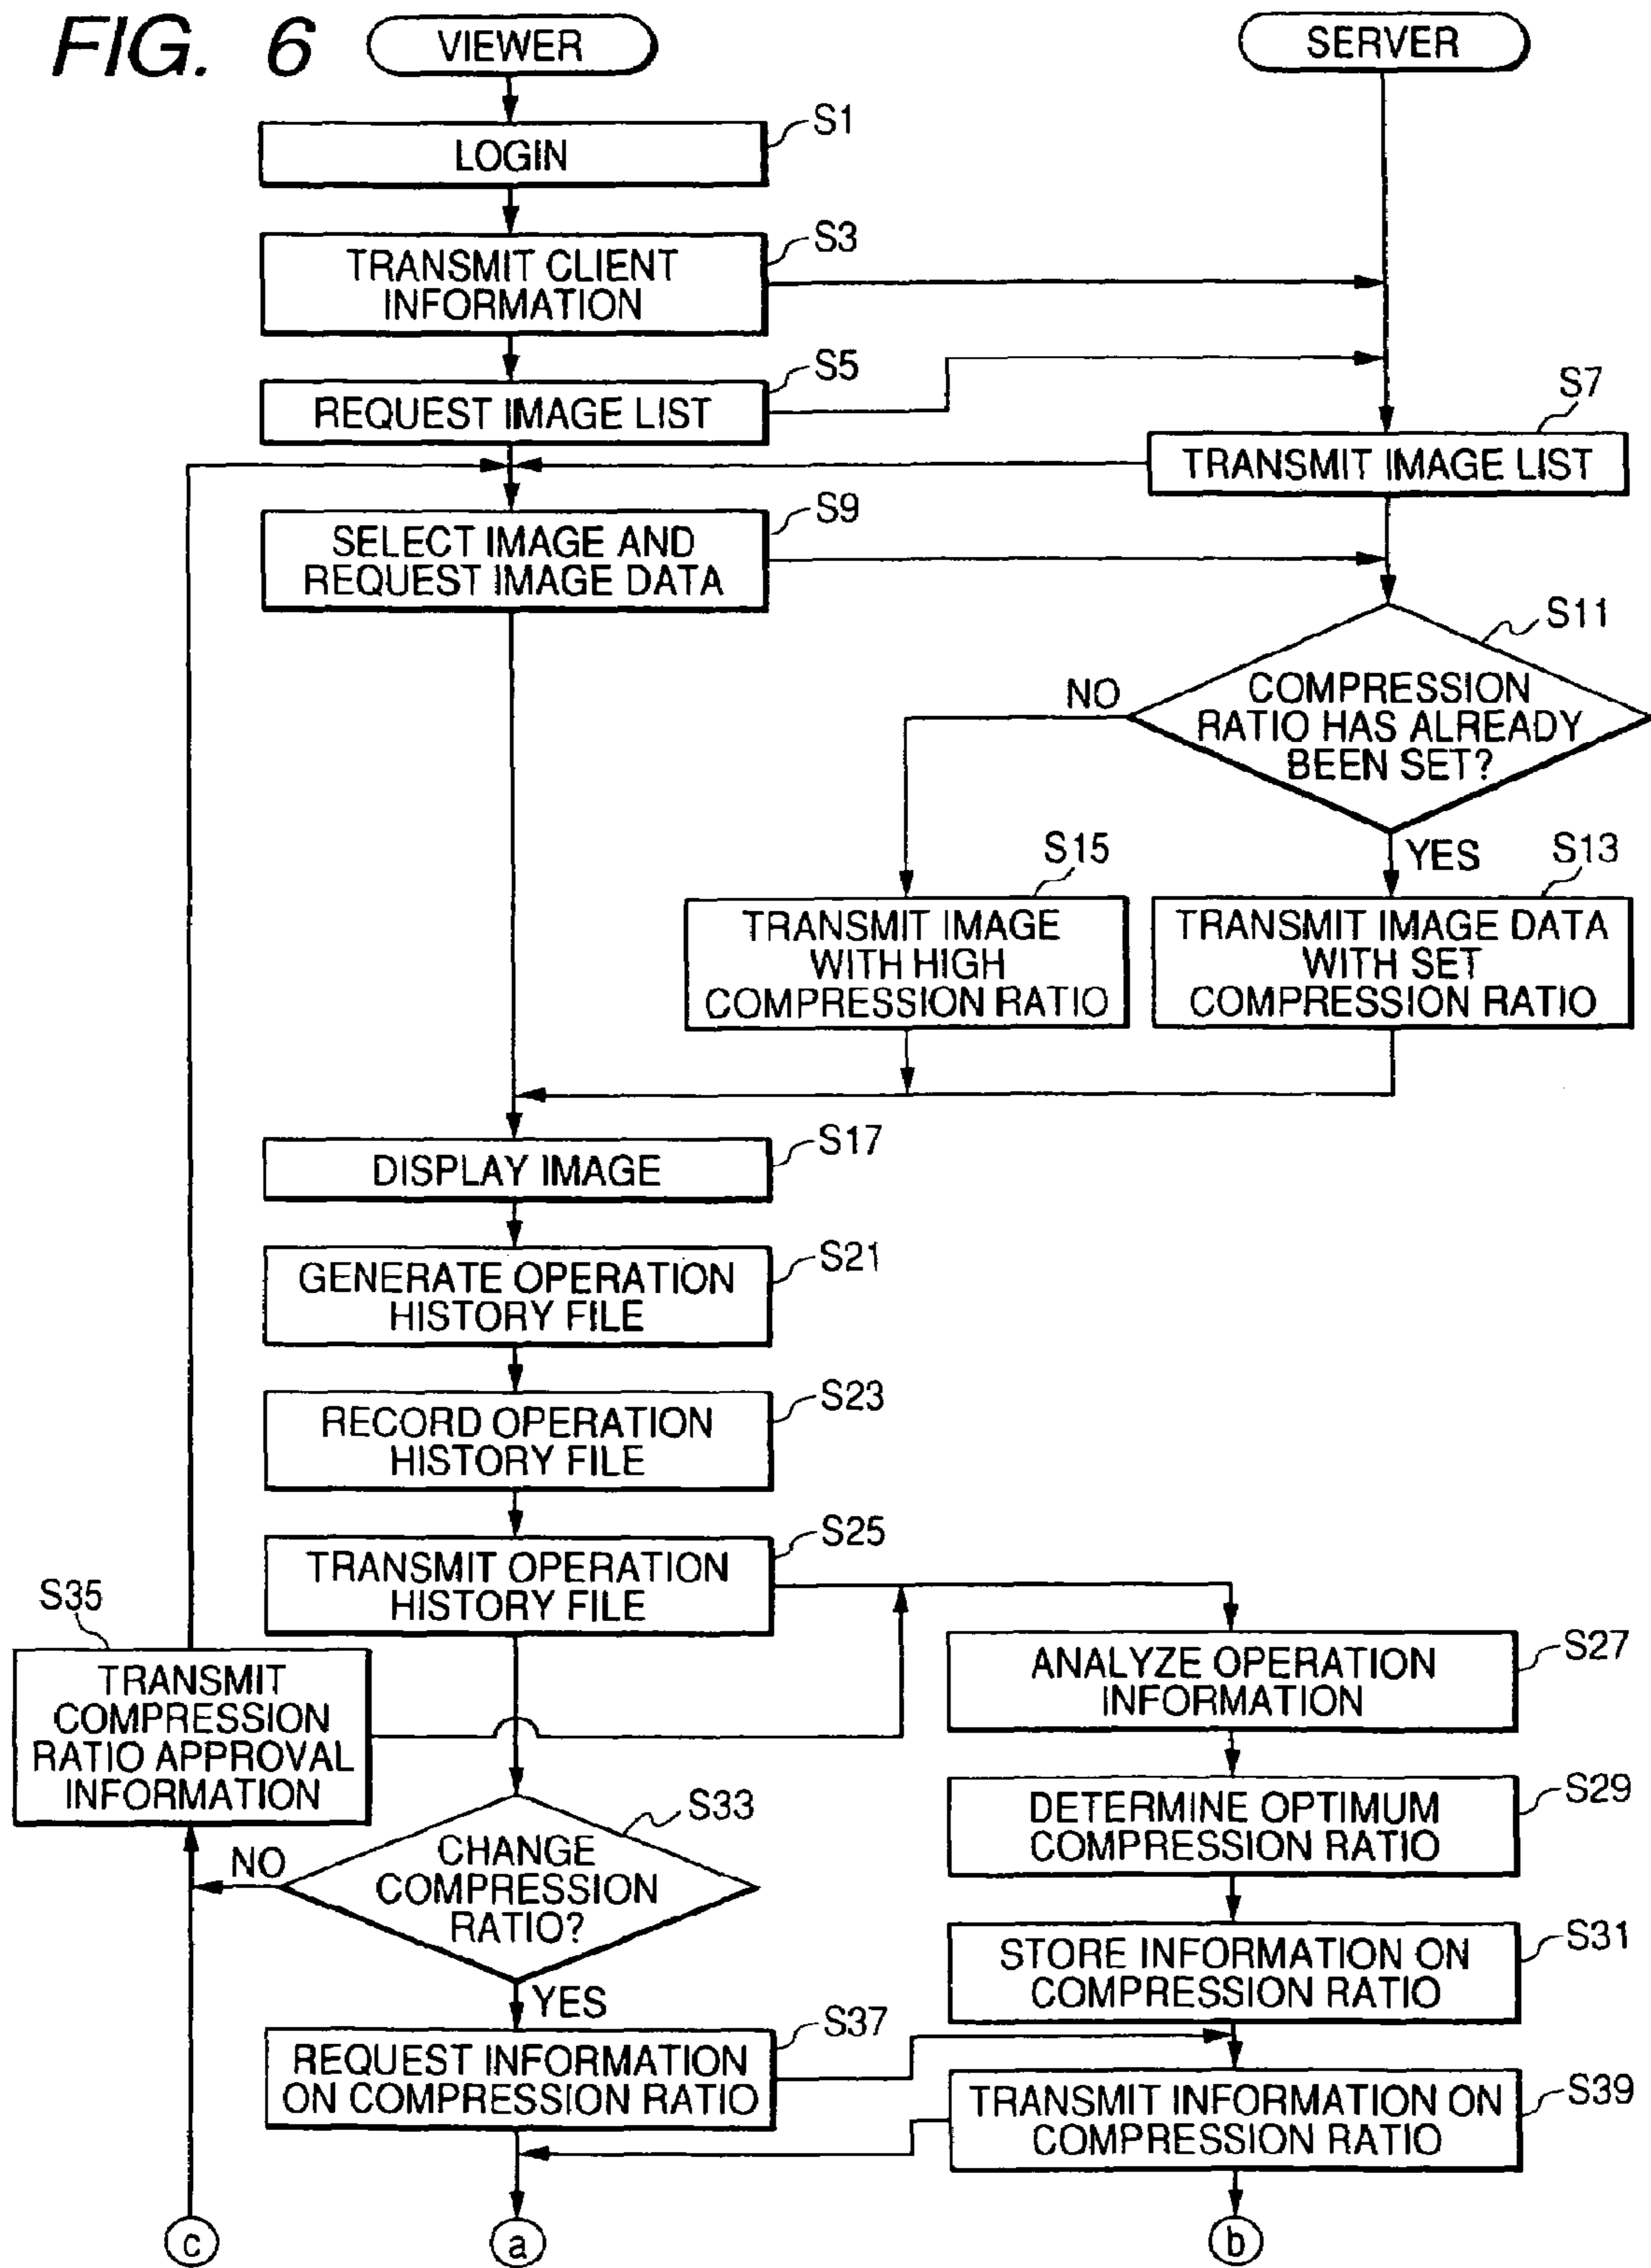 FIG. 6
VIEWER
SERVER
S1
LOGIN
S3
TRANSMIT CLIENT
INFORMATION
S5
REQUEST IMAGE LIST
S7
TRANSMIT IMAGE LIST
S9
SELECT IMAGE AND
REQUEST IMAGE DATA
S11
COMPRESSION
RATIO HAS ALREADY
BEEN SET?
NO
YES
S15
TRANSMIT IMAGE
WITH HIGH
COMPRESSION RATIO
S13
TRANSMIT IMAGE DATA
WITH SET
COMPRESSION RATIO
S17
DISPLAY IMAGE
S21
GENERATE OPERATION
HISTORY FILE
S23
RECORD OPERATION
HISTORY FILE
S25
TRANSMIT OPERATION
HISTORY FILE
S35
TRANSMIT
COMPRESSION
RATIO APPROVAL
INFORMATION
S27
ANALYZE OPERATION
INFORMATION
S29
DETERMINE OPTIMUM
COMPRESSION RATIO
S33
CHANGE
COMPRESSION
RATIO?
NO
YES
S31
STORE INFORMATION ON
COMPRESSION RATIO
S37
REQUEST INFORMATION
ON COMPRESSION RATIO
S39
TRANSMIT INFORMATION ON
COMPRESSION RATIO
c
a
b